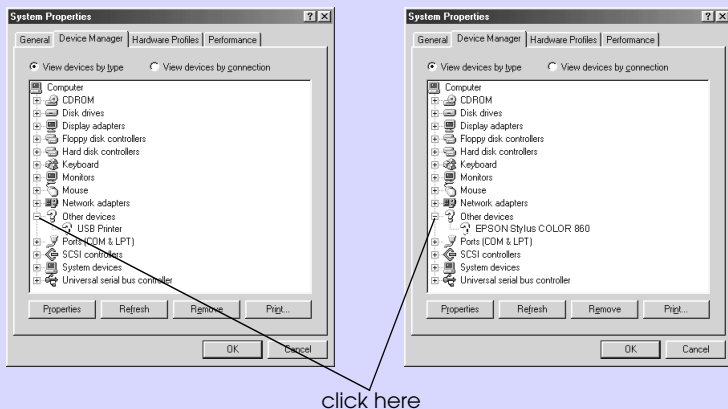 System Properties
General Device Manager Hardware Profiles Performance
View devices by type View devices by connection
Computer
CDROM
Disk drives
Display adapters
Floppy disk controllers
Hard disk controllers
Keyboard
Monitors
Mouse
Network adapters
Other devices
USB Printer
Ports (COM & LPT)
SCSI controllers
System devices
Universal serial bus controller
Properties Refresh Remove Print...
OK Cancel
System Properties
General Device Manager Hardware Profiles Performance
View devices by type View devices by connection
Computer
CDROM
Disk drives
Display adapters
Floppy disk controllers
Hard disk controllers
Keyboard
Monitors
Mouse
Network adapters
Other devices
EPSON Stylus COLOR 860
Ports (COM & LPT)
SCSI controllers
System devices
Universal serial bus controller
Properties Refresh Remove Print...
OK Cancel
click here